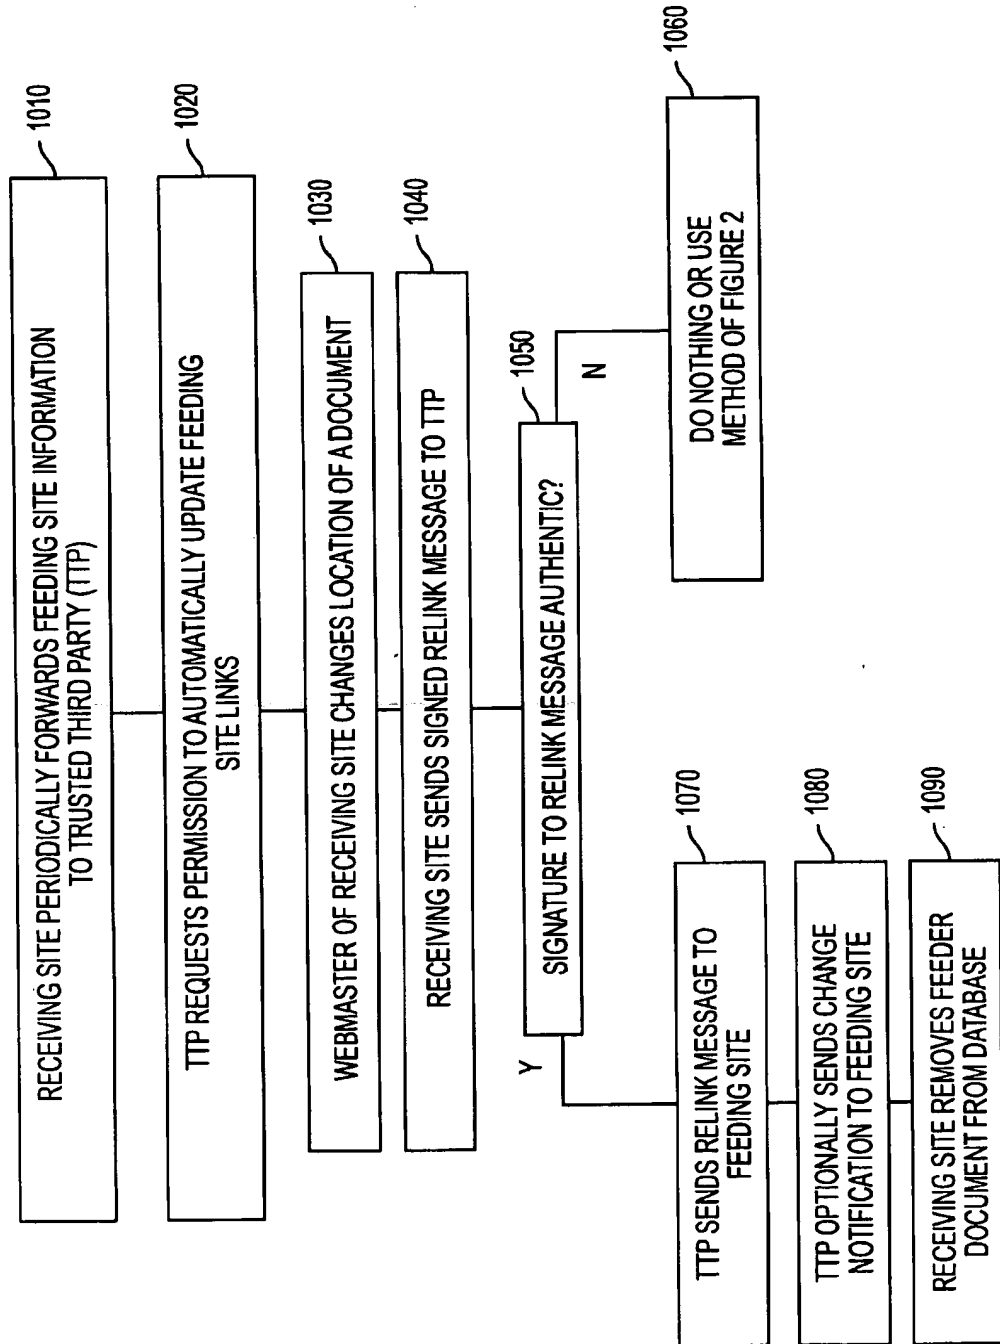 RECEIVING SITE PERIODICALLY FORWARDS FEEDING SITE INFORMATION
TO TRUSTED THIRD PARTY (TTP)
1010
TTP REQUESTS PERMISSION TO AUTOMATICALLY UPDATE FEEDING
SITE LINKS
1020
WEBMASTER OF RECEIVING SITE CHANGES LOCATION OF A DOCUMENT
1030
RECEIVING SITE SENDS SIGNED RELINK MESSAGE TO TTP
1040
SIGNATURE TO RELINK MESSAGE AUTHENTIC?
1050
Y
N
DO NOTHING OR USE
METHOD OF FIGURE 2
1060
TTP SENDS RELINK MESSAGE TO
FEEDING SITE
1070
TTP OPTIONALLY SENDS CHANGE
NOTIFICATION TO FEEDING SITE
1080
RECEIVING SITE REMOVES FEEDER
DOCUMENT FROM DATABASE
1090